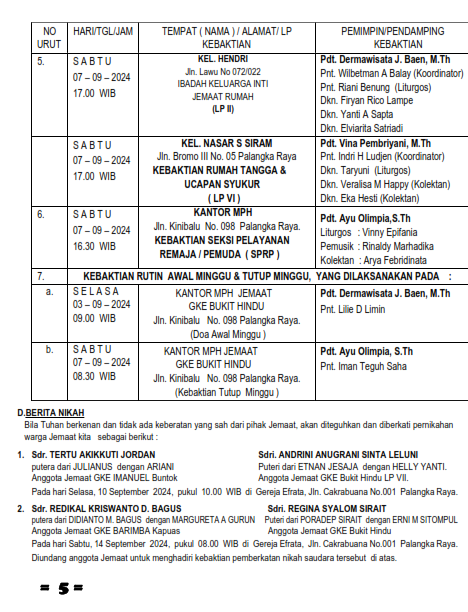 NO URUT HARI/TGL/JAM TEMPAT ( NAMA ) / ALAMAT/ LP KEBAKTIAN PEMIMPIN/PENDAMPING KEBAKTIAN
5.
S A B T U
07 – 09 – 2024
17.00 WIB
KEL. HENDRI
Jln. Lawu No 072/022
IBADAH KELUARGA INTI
JEMAAT RUMAH
(LP II)
Pdt. Dermawisata J. Baen, M.Th
Pnt. Wilbetman A Balay (Koordinator)
Pnt. Riani Benung (Liturgos)
Dkn. Firyan Rico Lampe
Dkn. Yanti A Sapta
Dkn. Elviarita Satriadi
S A B T U
07 – 09 – 2024
17.00 WIB
KEL. NASAR S SIRAM
Jln. Bromo III No. 05 Palangka Raya
KEBAKTIAN RUMAH TANGGA &
UCAPAN SYUKUR
( LP VI )
Pdt. Vina Pembriyani, M.Th
Pnt. Indri H Ludjen (Koordinator)
Dkn. Taryuni (Liturgos)
Dkn. Veralisa M Happy (Kolektan)
Dkn. Eka Hesti (Kolektan)
6.
S A B T U
07 – 09 – 2024
16.30 WIB
KANTOR MPH
Jln. Kinibalu No. 098 Palangka Raya.
KEBAKTIAN SEKSI PELAYANAN
REMAJA / PEMUDA ( SPRP )
Pdt. Ayu Olimpia,S.Th
Liturgos : Vinny Epifania
Pemusik : Rinaldy Marhadika
Kolektan : Arya Febridinata
7. KEBAKTIAN RUTIN AWAL MINGGU & TUTUP MINGGU, YANG DILAKSANAKAN PADA :
a.
S E L A S A
03 – 09 – 2024
09.00 WIB
KANTOR MPH JEMAAT
GKE BUKIT HINDU
Jln. Kinibalu No. 098 Palangka Raya.
(Doa Awal Minggu )
Pdt. Dermawisata J. Baen, M.Th
Pnt. Lilie D Limin
b.
S A B T U
07 – 09 – 2024
08.30 WIB
KANTOR MPH JEMAAT
GKE BUKIT HINDU
Jln. Kinibalu No. 098 Palangka Raya.
(Kebaktian Tutup Minggu )
Pdt. Ayu Olimpia, S.Th
Pnt. Iman Teguh Saha
D.BERITA NIKAH
Bila Tuhan berkenan dan tidak ada keberatan yang sah dari pihak Jemaat, akan diteguhkan dan diberkati pernikahan
warga Jemaat kita sebagai berikut :
1. Sdr. TERTU AKIKKUTI JORDAN Sdri. ANDRINI ANUGRANI SINTA LELUNI
putera dari JULIANUS dengan ARIANI Puteri dari ETNAN JESAJA dengan HELLY YANTI.
Anggota Jemaat GKE IMANUEL Buntok Anggota Jemaat GKE Bukit Hindu LP VII.
Pada hari Selasa, 10 September 2024, pukul 10.00 WIB di Gereja Efrata, Jln. Cakrabuana No.001 Palangka Raya.
2. Sdr. REDIKAL KRISWANTO D. BAGUS Sdri. REGINA SYALOM SIRAIT
putera dari DIDIANTO M. BAGUS dengan MARGURETA A GURUN Puteri dari PORADEP SIRAIT dengan ERNI M SITOMPUL
Anggota Jemaat GKE BARIMBA Kapuas Anggota Jemaat GKE Bukit Hindu
Pada hari Sabtu, 14 September 2024, pukul 08.00 WIB di Gereja Efrata, Jln. Cakrabuana No.001 Palangka Raya.
Diundang anggota Jemaat untuk menghadiri kebaktian pemberkatan nikah saudara tersebut di atas.
= 5 =